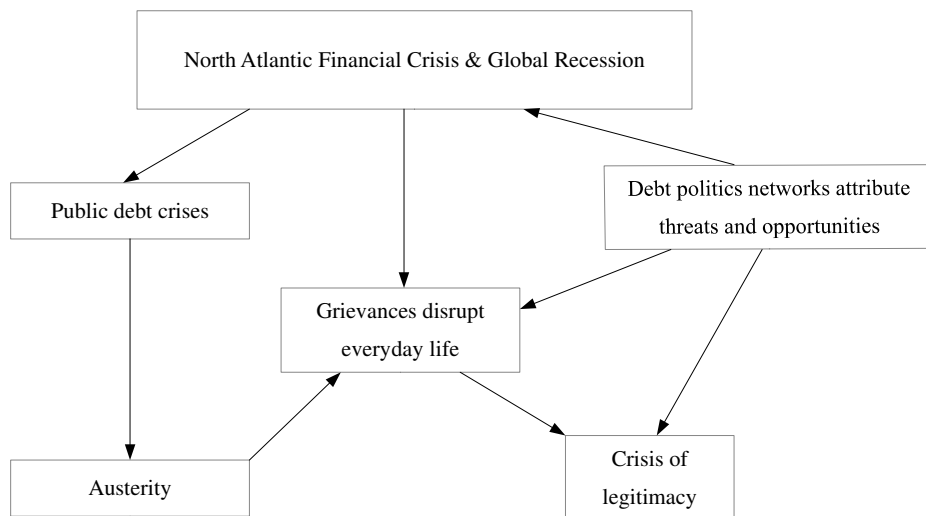 North Atlantic Financial Crisis & Global Recession
Debt politics networks attribute
threats and opportunities
Public debt crises
Grievances disrupt
everyday life
Austerity
Crisis of
legitimacy